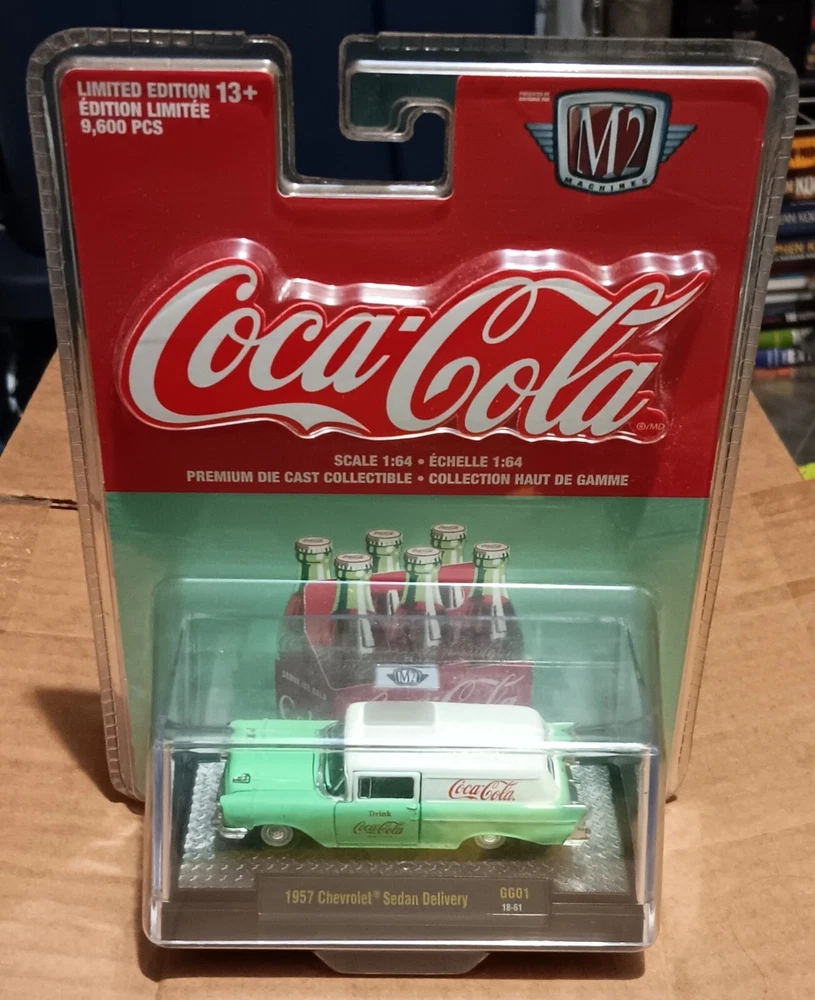 LIMITED EDITION 13+
ÉDITION LIMITÉE
9,600 PCS
M2
MACHINES
Coca-Cola
®/MD
SCALE 1:64 • ÉCHELLE 1:64
PREMIUM DIE CAST COLLECTIBLE • COLLECTION HAUT DE GAMME
M2
Coca-Cola
Drink
Coca-Cola
1957 Chevrolet® Sedan Delivery
GG01
18-61